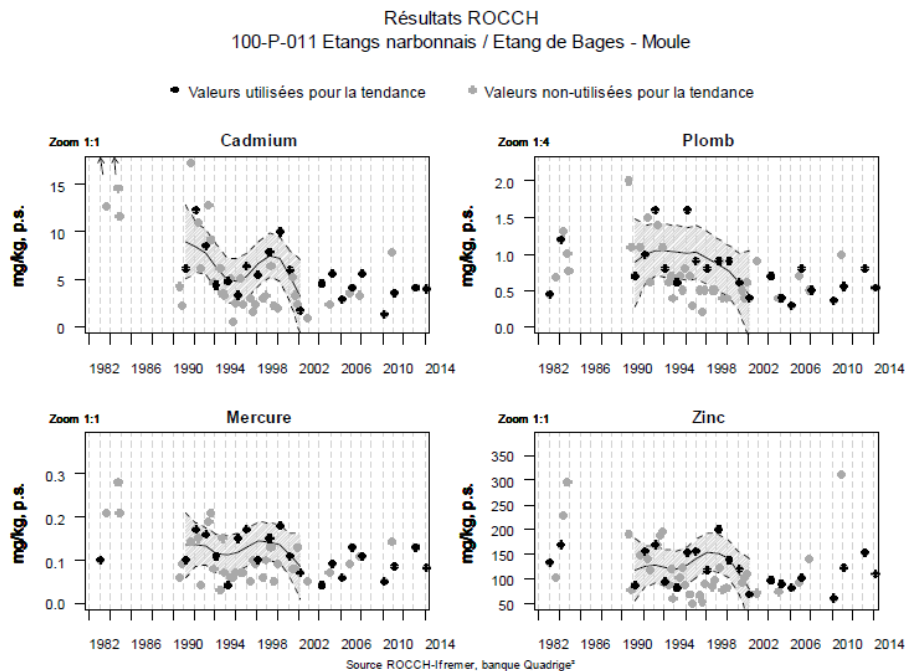 Résultats ROCCH
100-P-011 Etangs narbonnais / Etang de Bages - Moule
Valeurs utilisées pour la tendance
Valeurs non-utilisées pour la tendance
Zoom 1:1
Cadmium
mg/kg, p.s.
15
10
5
0
1982 1986 1990 1994 1998 2002 2006 2010 2014
Zoom 1:4
Plomb
mg/kg, p.s.
2.0
1.5
1.0
0.5
0.0
1982 1986 1990 1994 1998 2002 2006 2010 2014
Zoom 1:1
Mercure
mg/kg, p.s.
0.3
0.2
0.1
0.0
1982 1986 1990 1994 1998 2002 2006 2010 2014
Zoom 1:1
Zinc
mg/kg, p.s.
350
300
250
200
150
100
50
1982 1986 1990 1994 1998 2002 2006 2010 2014
Source ROCCH-Ifremer, banque Quadrige²